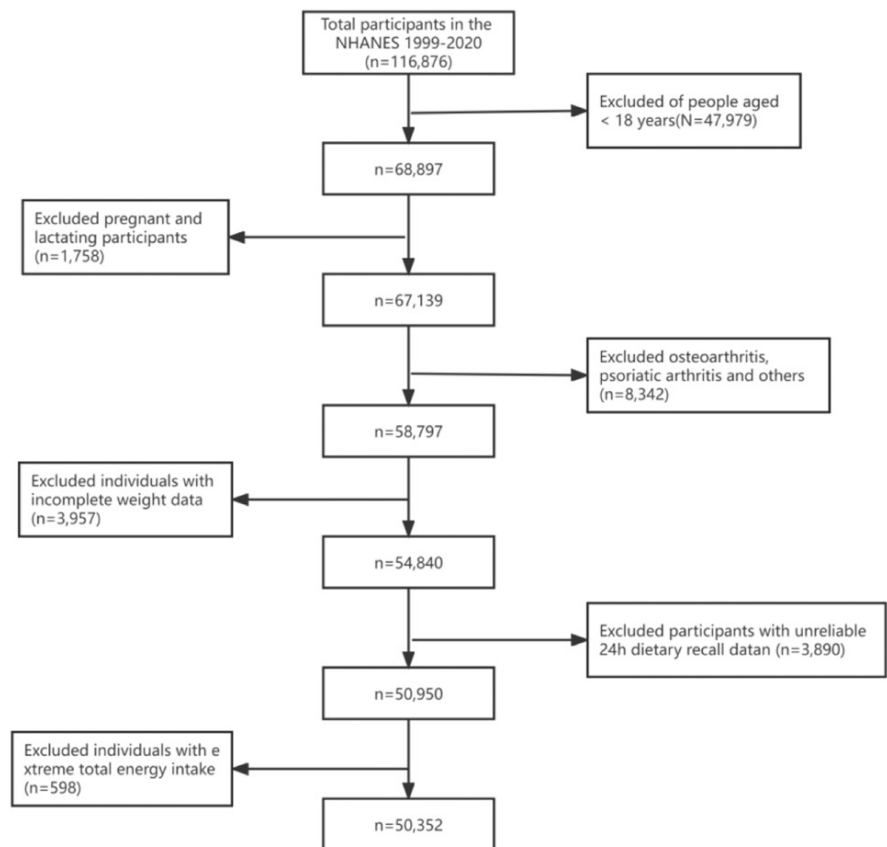 Total participants in the
NHANES 1999-2020
(n=116,876)
Excluded of people aged
< 18 years(N=47,979)
n=68,897
Excluded pregnant and
lactating participants
(n=1,758)
n=67,139
Excluded osteoarthritis,
psoriatic arthritis and others
(n=8,342)
n=58,797
Excluded individuals with
incomplete weight data
(n=3,957)
n=54,840
Excluded participants with unreliable
24h dietary recall datan (n=3,890)
n=50,950
Excluded individuals with e
xtreme total energy intake
(n=598)
n=50,352